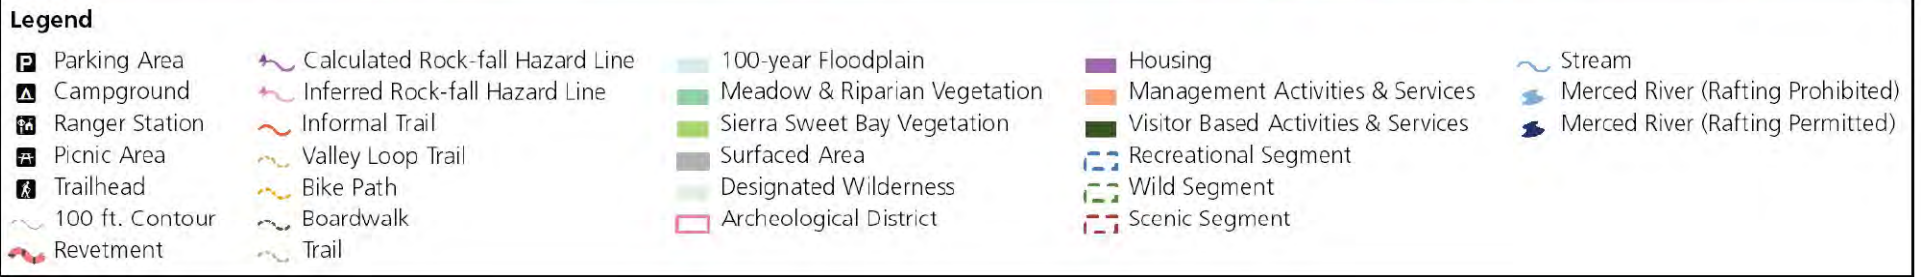 Legend
Parking Area
Campground
Ranger Station
Picnic Area
Trailhead
100 ft. Contour
Revetment
Calculated Rock-fall Hazard Line
Inferred Rock-fall Hazard Line
Informal Trail
Valley Loop Trail
Bike Path
Boardwalk
Trail
100-year Floodplain
Meadow & Riparian Vegetation
Sierra Sweet Bay Vegetation
Surfaced Area
Designated Wilderness
Archeological District
Housing
Management Activities & Services
Visitor Based Activities & Services
Recreational Segment
Wild Segment
Scenic Segment
Stream
Merced River (Rafting Prohibited)
Merced River (Rafting Permitted)